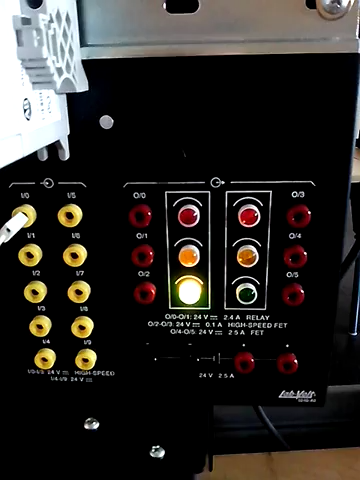 I/0 I/5
I/1 I/6
I/2 I/7
I/3 I/8
I/4 I/9
I/0-I/3: 24 V HIGH-SPEED
I/4-I/9: 24 V
O/0 O/3
O/1 O/4
O/2 O/5
O/0-O/1: 24 V 2.4 A RELAY
O/2-O/3: 24 V 0.1 A HIGH-SPEED FET
O/4-O/5: 24 V 2.5 A FET
- + - +
24 V 2.5 A
Lab-Volt